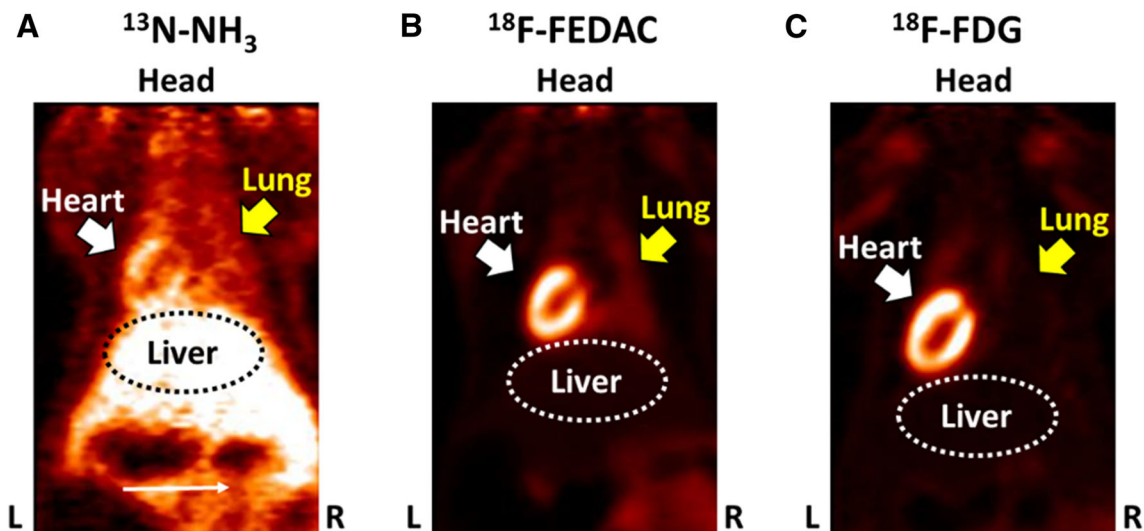 A
¹³N-NH₃
Head
Heart
Lung
Liver
L
R
B
¹⁸F-FEDAC
Head
Heart
Lung
Liver
L
R
C
¹⁸F-FDG
Head
Heart
Lung
Liver
L
R